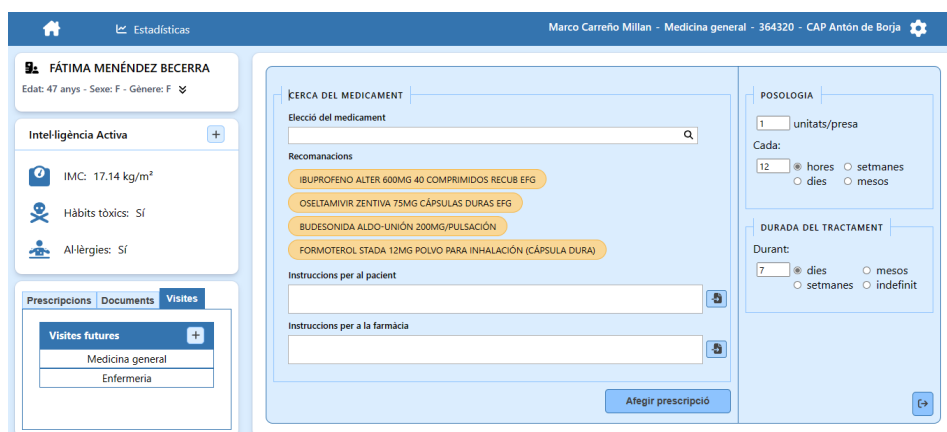 Estadísticas
Marco Carreño Millan - Medicina general - 364320 - CAP Antón de Borja
FÁTIMA MENÉNDEZ BECERRA
Edat: 47 anys - Sexe: F - Gènere: F
Intel·ligència Activa
+
IMC: 17.14 kg/m²
Hàbits tòxics: Sí
Al·lèrgies: Sí
Prescripcions Documents Visites
Visites futures +
Medicina general
Enfermeria
CERCA DEL MEDICAMENT
Elecció del medicament
Recomanacions
IBUPROFENO ALTER 600MG 40 COMPRIMIDOS RECUB EFG
OSELTAMIVIR ZENTIVA 75MG CÁPSULAS DURAS EFG
BUDESONIDA ALDO-UNIÓN 200MG/PULSACIÓN
FORMOTEROL STADA 12MG POLVO PARA INHALACIÓN (CÁPSULA DURA)
Instruccions per al pacient
Instruccions per a la farmàcia
Afegir prescripció
POSOLOGIA
1 unitats/presa
Cada:
12 hores setmanes
dies mesos
DURADA DEL TRACTAMENT
Durant:
7 dies mesos
setmanes indefinit